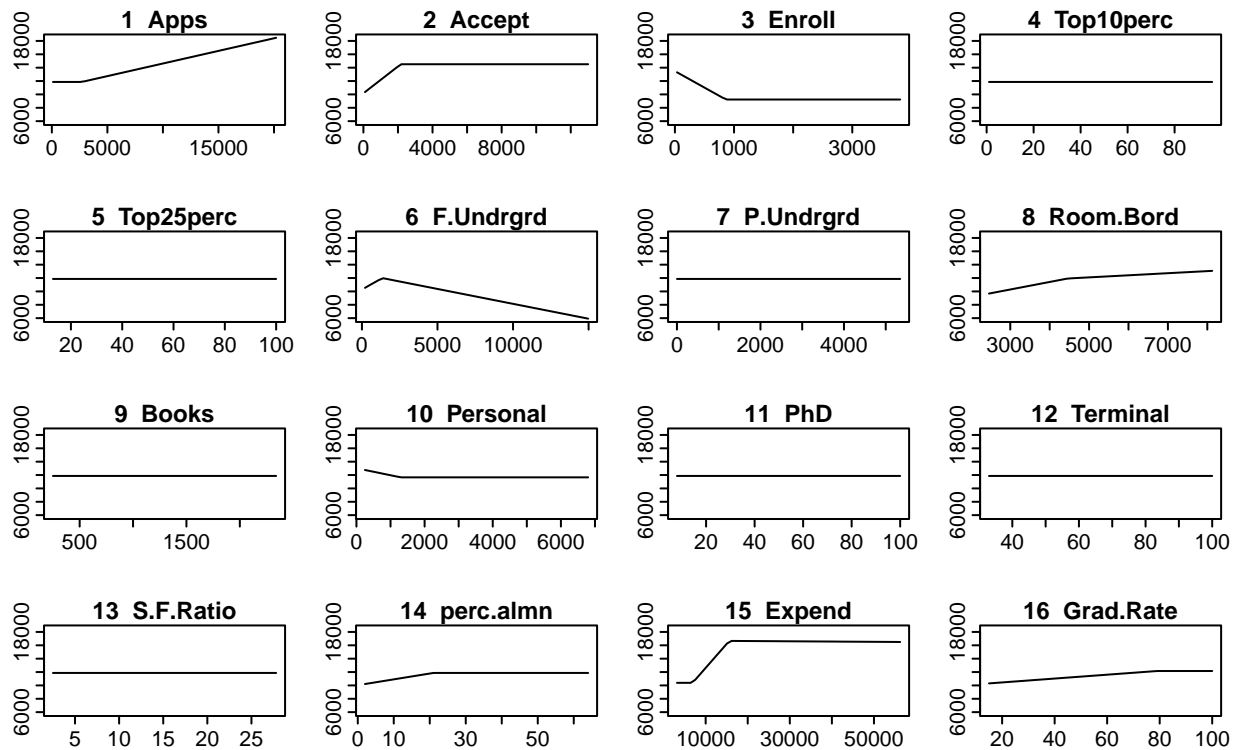 1 Apps
2 Accept
3 Enroll
4 Top10perc
6000 18000
6000 18000
6000 18000
6000 18000
0 5000 15000
0 4000 8000
0 1000 3000
0 20 40 60 80
5 Top25perc
6 F.Undrgrd
7 P.Undrgrd
8 Room.Bord
6000 18000
6000 18000
6000 18000
6000 18000
20 40 60 80 100
0 5000 10000
0 2000 4000
3000 5000 7000
9 Books
10 Personal
11 PhD
12 Terminal
6000 18000
6000 18000
6000 18000
6000 18000
500 1500
0 2000 4000 6000
20 40 60 80 100
40 60 80 100
13 S.F.Ratio
14 perc.almn
15 Expend
16 Grad.Rate
6000 18000
6000 18000
6000 18000
6000 18000
5 10 15 20 25
0 10 30 50
10000 30000 50000
20 40 60 80 100